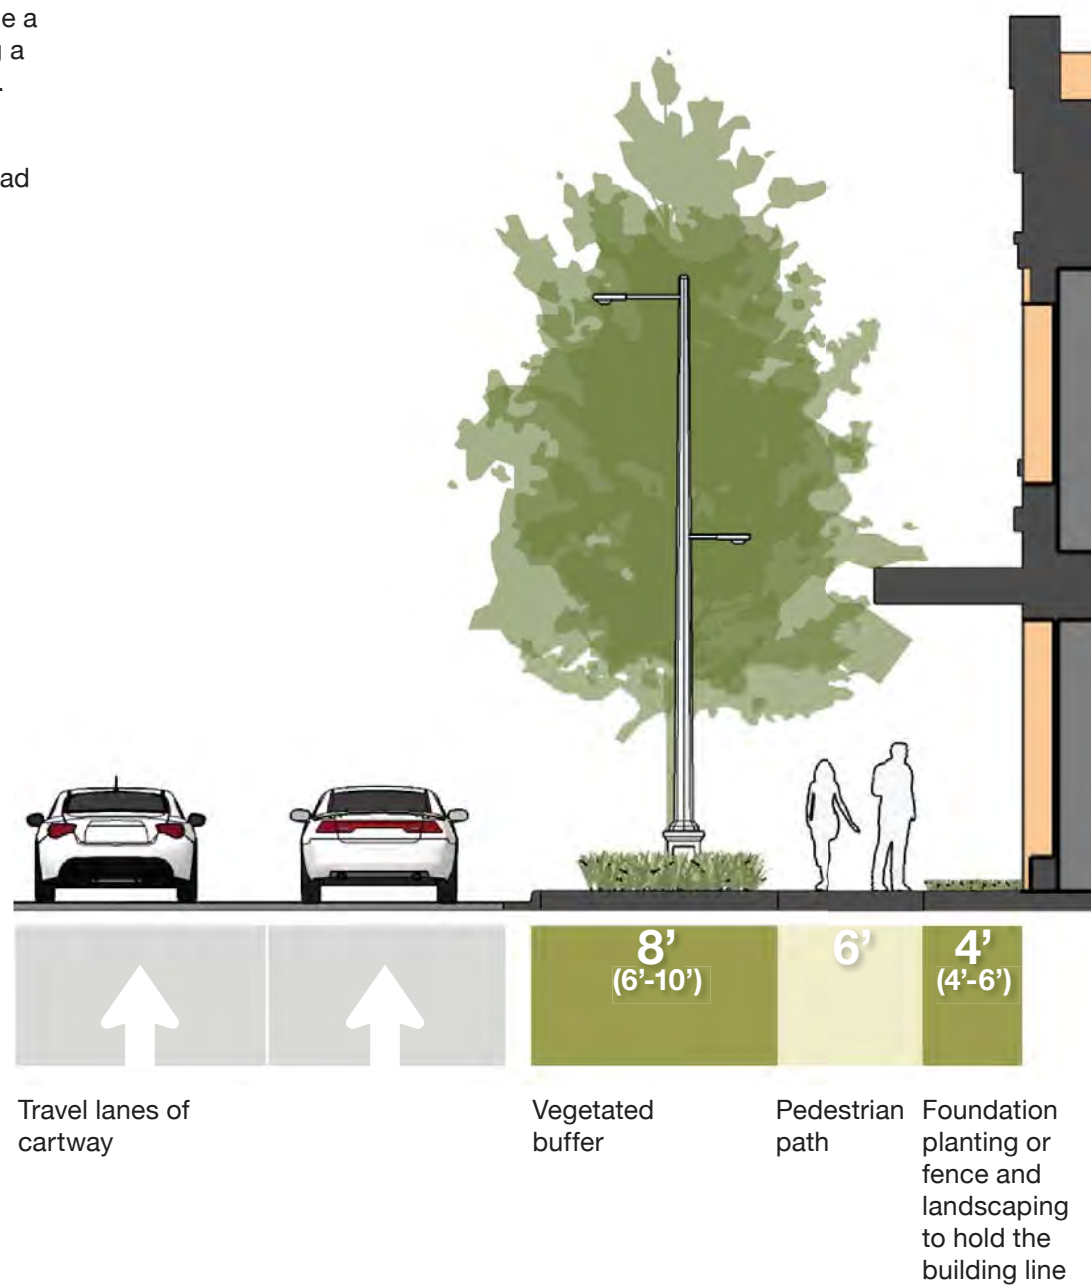 e a
g a
.
ad
8’
(6’-10’)
6’
4’
(4’-6’)
Travel lanes of
cartway
Vegetated
buffer
Pedestrian
path
Foundation
planting or
fence and
landscaping
to hold the
building line